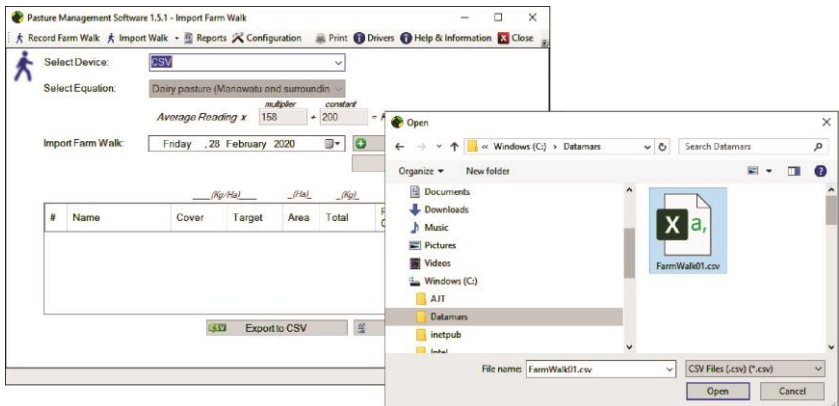 Pasture Management Software 1.5.1 - Import Farm Walk
Record Farm Walk Import Walk Reports Configuration Print Drivers Help & Information Close
Select Device: CSV
Select Equation: Dairy pasture (Manawatu and surroundin
multiplier constant
Average Reading x 158 + 200 =
Import Farm Walk: Friday , 28 February 2020
(Kg/Ha) (Ha) (Kg)
# Name Cover Target Area Total
Export to CSV
Open
« Windows (C:) › Datamars Search Datamars
Organize New folder
Documents
Downloads
Music
Pictures
Videos
Windows (C:)
AJT
Datamars
inetpub
Intel
X a,
FarmWalk01.csv
File name: FarmWalk01.csv CSV Files (.csv) (*.csv)
Open Cancel